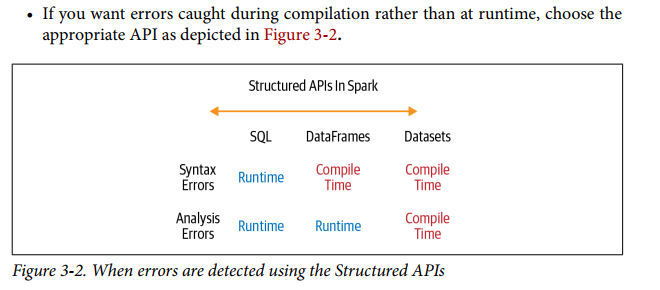 • If you want errors caught during compilation rather than at runtime, choose the
appropriate API as depicted in Figure 3-2.
Structured APIs In Spark
SQL DataFrames Datasets
Syntax Errors Runtime Compile Time Compile Time
Analysis Errors Runtime Runtime Compile Time
Figure 3-2. When errors are detected using the Structured APIs